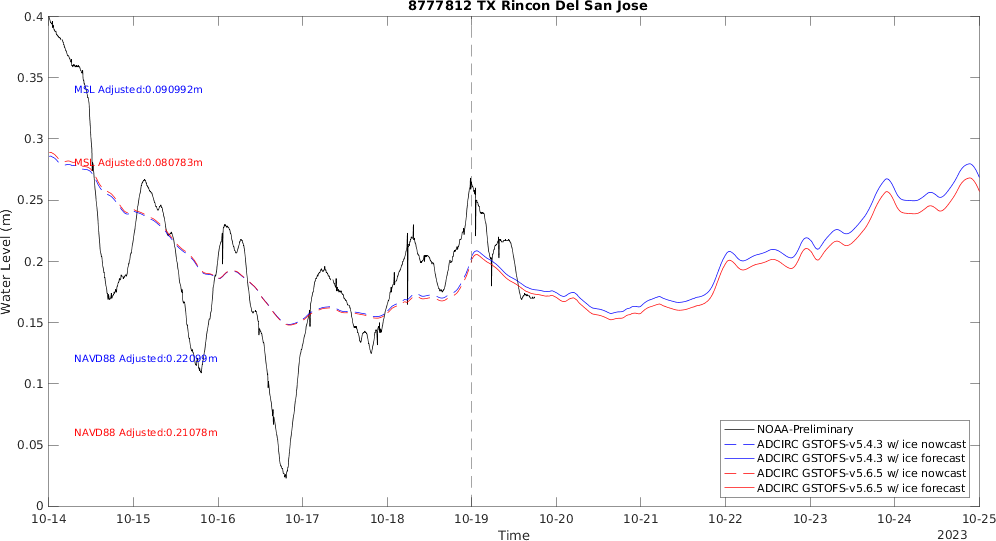 8777812 TX Rincon Del San Jose
0.4
0.35
0.3
0.25
0.2
0.15
0.1
0.05
0
Water Level (m)
MSL Adjusted:0.090992m
MSL Adjusted:0.080783m
NAVD88 Adjusted:0.22099m
NAVD88 Adjusted:0.21078m
NOAA-Preliminary
ADCIRC GSTOFS-v5.4.3 w/ ice nowcast
ADCIRC GSTOFS-v5.4.3 w/ ice forecast
ADCIRC GSTOFS-v5.6.5 w/ ice nowcast
ADCIRC GSTOFS-v5.6.5 w/ ice forecast
10-14 10-15 10-16 10-17 10-18 10-19 10-20 10-21 10-22 10-23 10-24 10-25
Time
2023